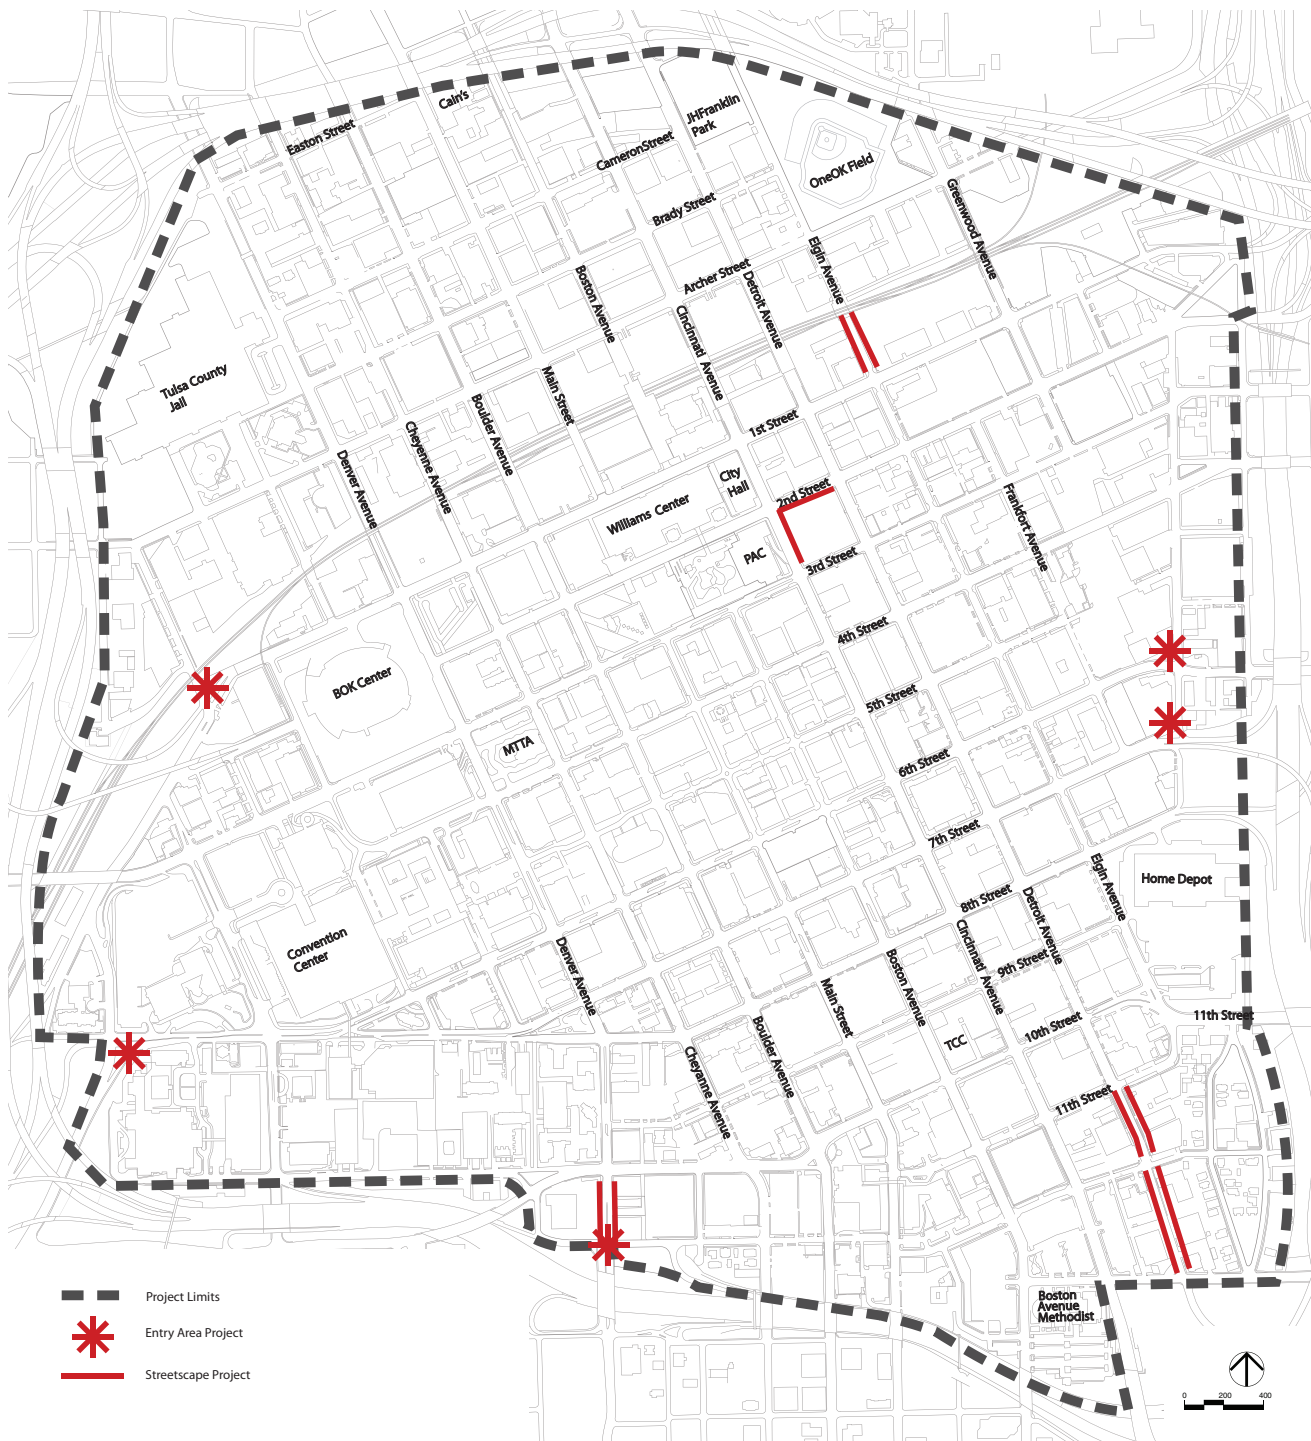 Cain's
Easton Street
JHFranklin
Park
CameronStreet
OneOK Field
Brady Street
Greenwood Avenue
Elgin Avenue
Archer Street
Boston Avenue
Detroit Avenue
Cincinnati Avenue
Tulsa County
Jail
Main Street
Boulder Avenue
Cheyenne Avenue
Denver Avenue
1st Street
City
Hall
2nd Street
Williams Center
Frankfort Avenue
PAC
3rd Street
4th Street
BOK Center
5th Street
MTTA
6th Street
7th Street
Elgin Avenue
Home Depot
8th Street
Detroit Avenue
Convention
Center
Denver Avenue
Cincinnati Avenue
Boston Avenue
9th Street
Main Street
11th Street
Boulder Avenue
10th Street
TCC
Cheyanne Avenue
11th Street
Project Limits
Boston
Avenue
Methodist
Entry Area Project
Streetscape Project
0 200 400